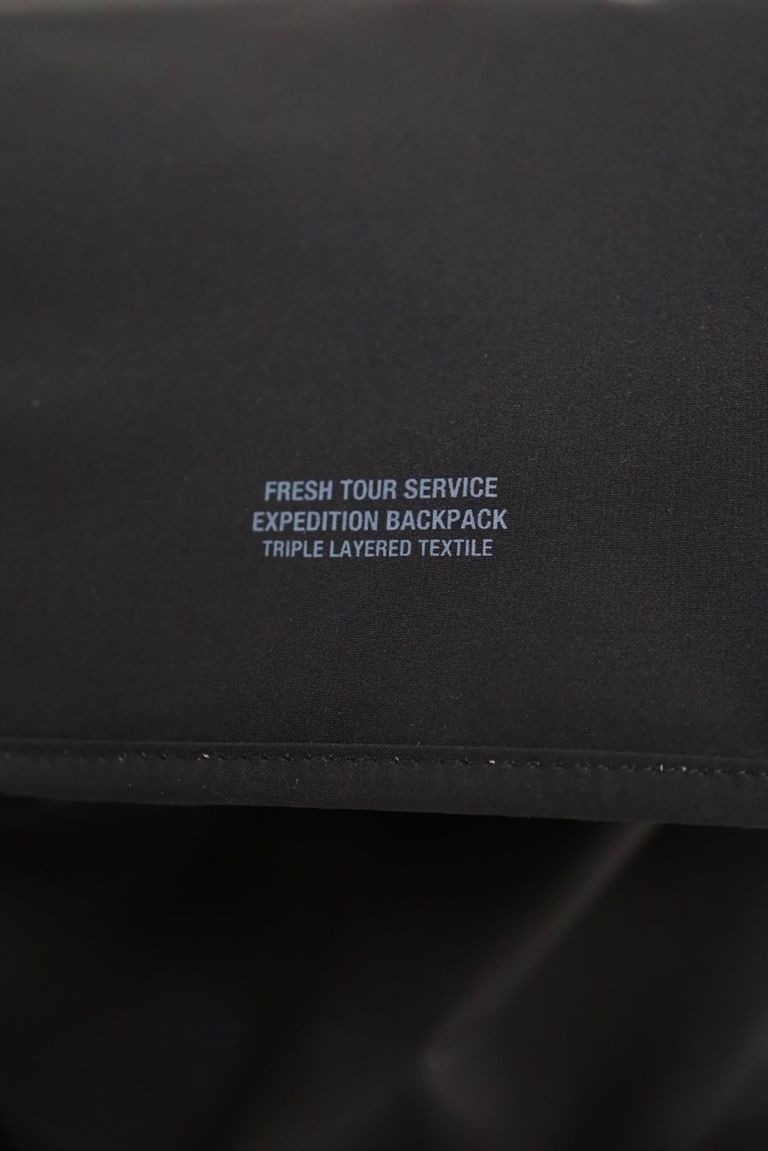 FRESH TOUR SERVICE
EXPEDITION BACKPACK
TRIPLE LAYERED TEXTILE